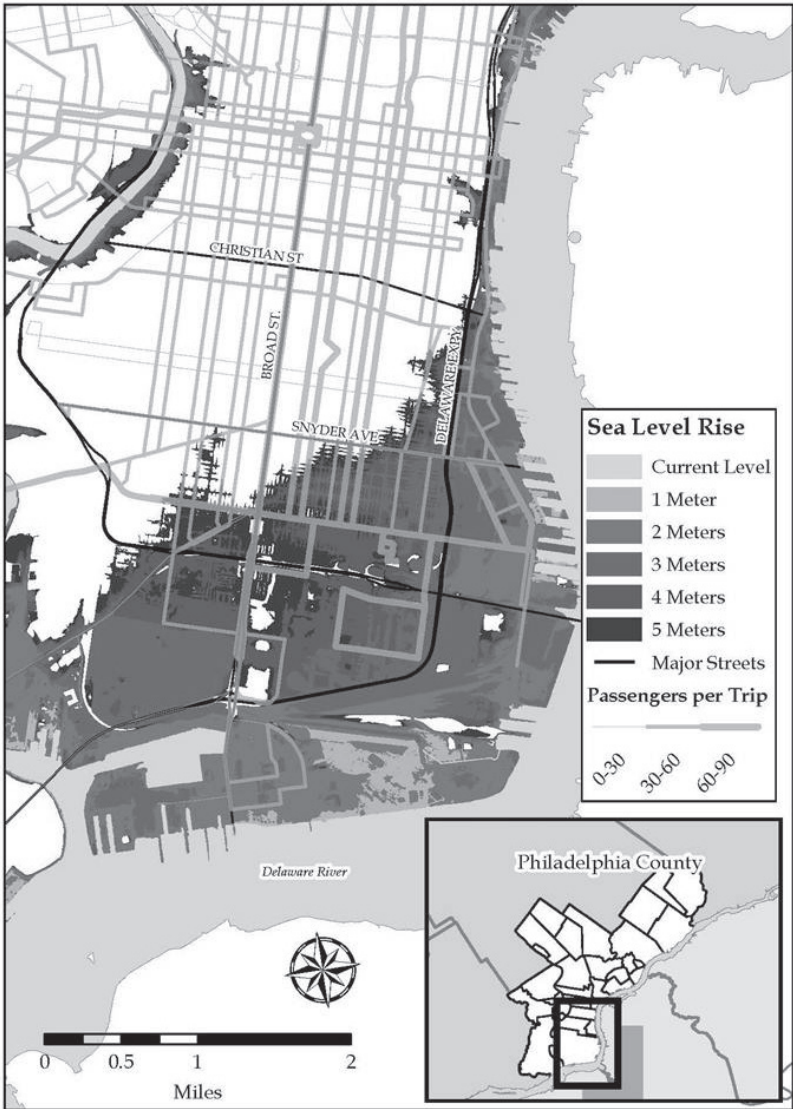 CHRISTIAN ST
BROAD ST.
DELAWARE EXPY
SNYDER AVE
Sea Level Rise
Current Level
1 Meter
2 Meters
3 Meters
4 Meters
5 Meters
Major Streets
Passengers per Trip
0-30
30-60
60-90
Delaware River
Philadelphia County
0 0.5 1 2
Miles